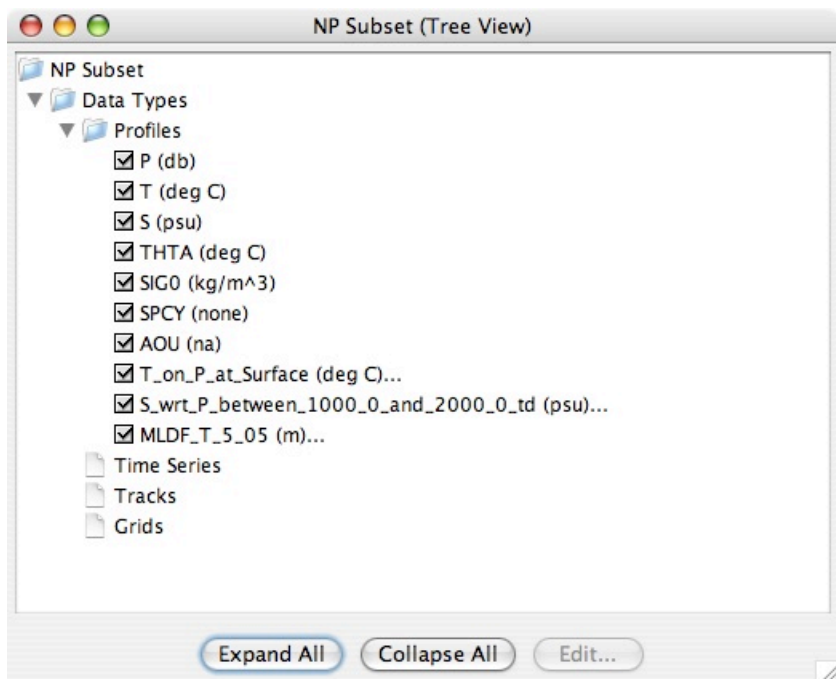 NP Subset (Tree View)
NP Subset
Data Types
Profiles
P (db)
T (deg C)
S (psu)
THTA (deg C)
SIG0 (kg/m^3)
SPCY (none)
AOU (na)
T_on_P_at_Surface (deg C)...
S_wrt_P_between_1000_0_and_2000_0_td (psu)...
MLDF_T_5_05 (m)...
Time Series
Tracks
Grids
Expand All Collapse All Edit...